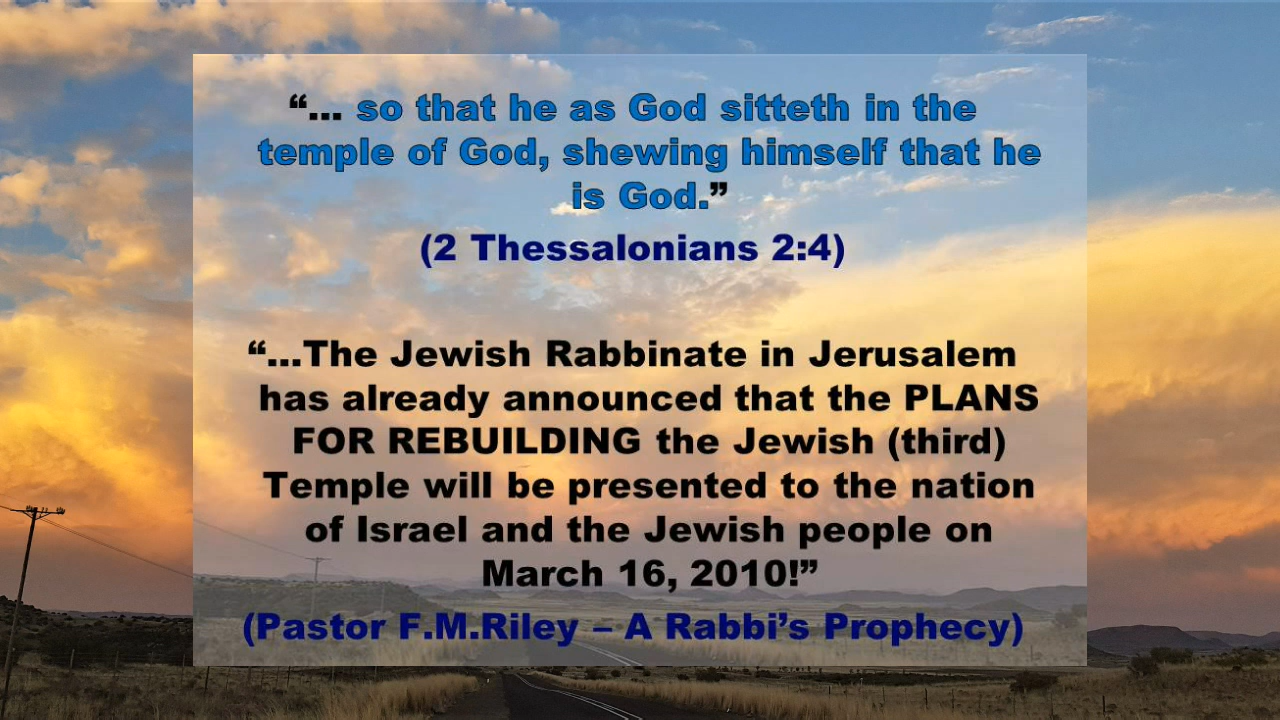 “... so that he as God sitteth in the
temple of God, shewing himself that he
is God.”
(2 Thessalonians 2:4)
“...The Jewish Rabbinate in Jerusalem
has already announced that the PLANS
FOR REBUILDING the Jewish (third)
Temple will be presented to the nation
of Israel and the Jewish people on
March 16, 2010!”
(Pastor F.M.Riley – A Rabbi’s Prophecy)